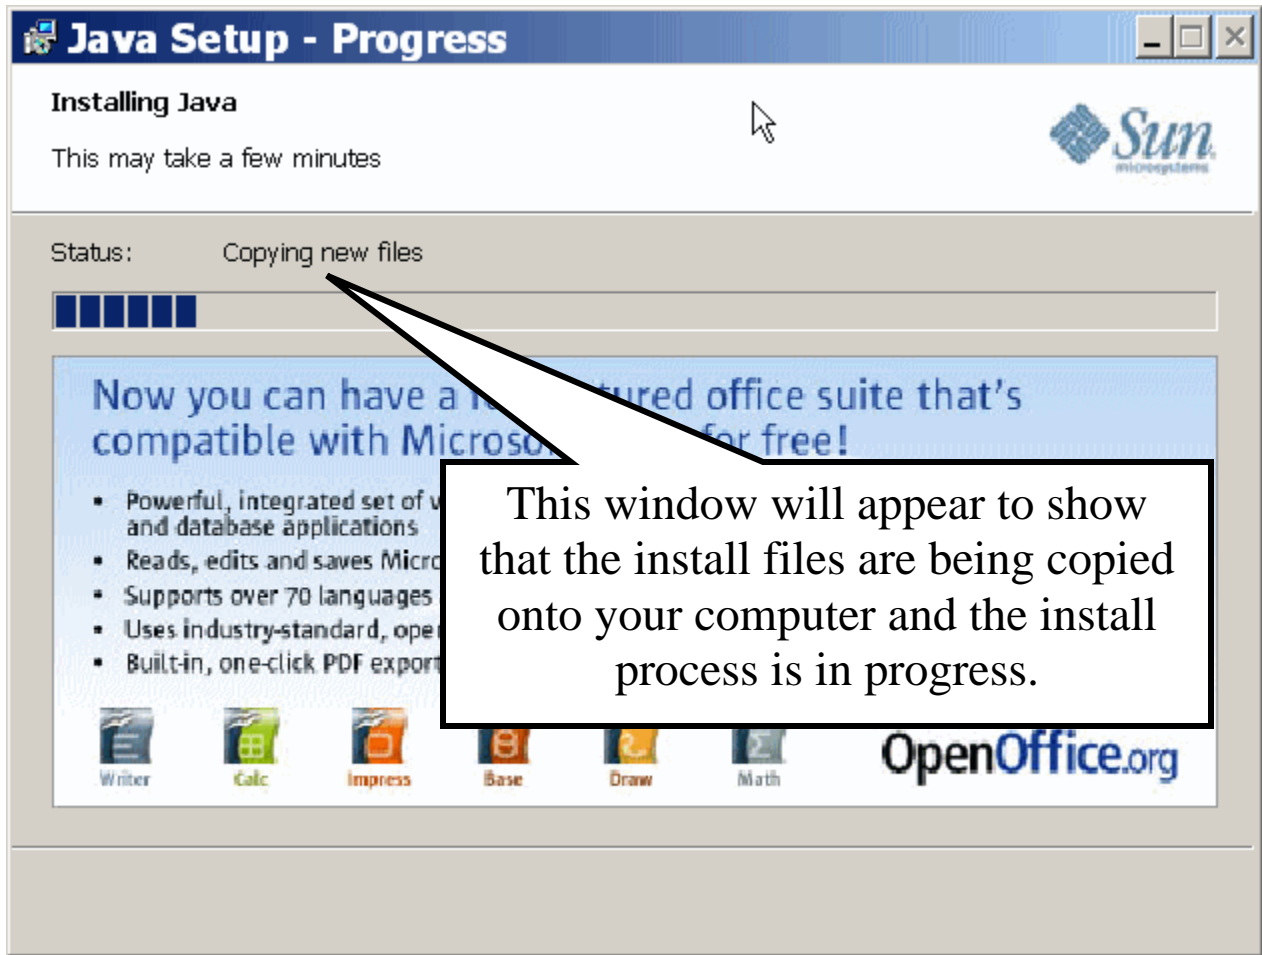 Java Setup - Progress
Installing Java
This may take a few minutes
Sun
microsystems
Status: Copying new files
Now you can have a office suite that's
compatible with for free!
• Powerful, integrated set of
and database applications
• Reads, edits and saves
• Supports over 70 languages
• Uses industry-standard,
• Built-in, one-click PDF export
This window will appear to show
that the install files are being copied
onto your computer and the install
process is in progress.
Writer Calc Impress Base Draw Math
OpenOffice.org